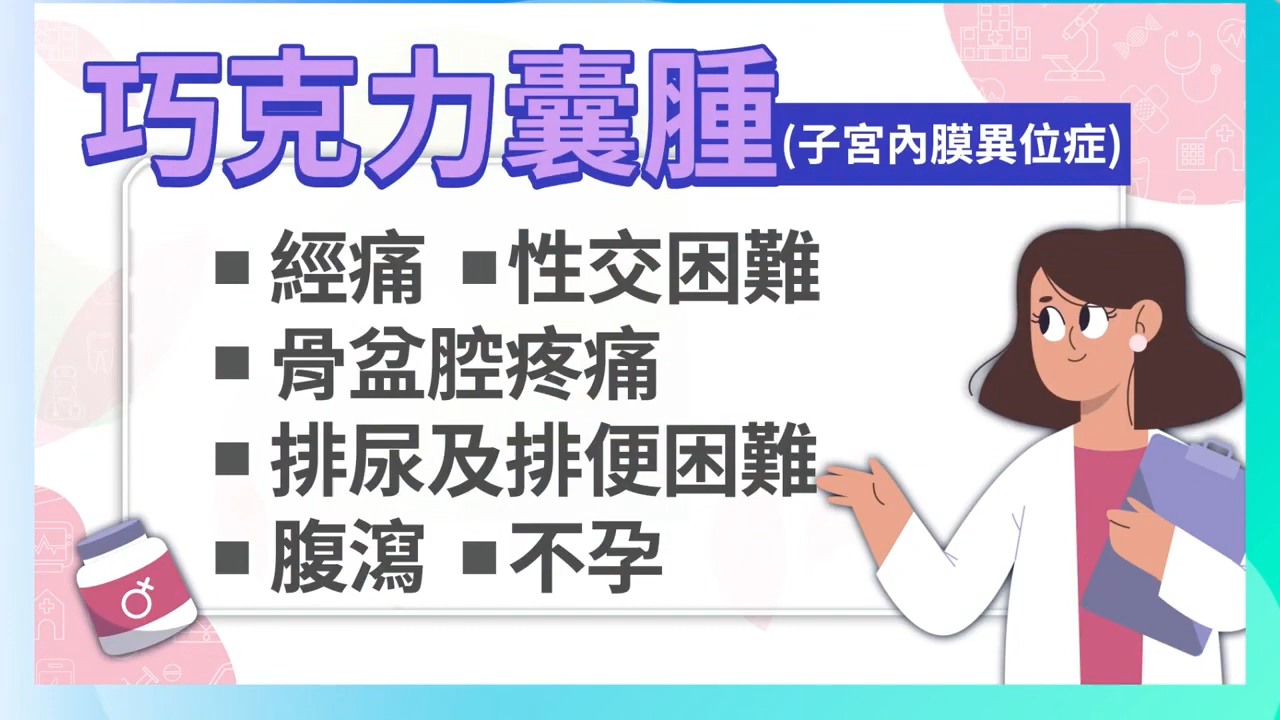 巧克力囊腫(子宮內膜異位症)
▪ 經痛 ▪性交困難
▪ 骨盆腔疼痛
▪ 排尿及排便困難
▪ 腹瀉 ▪不孕